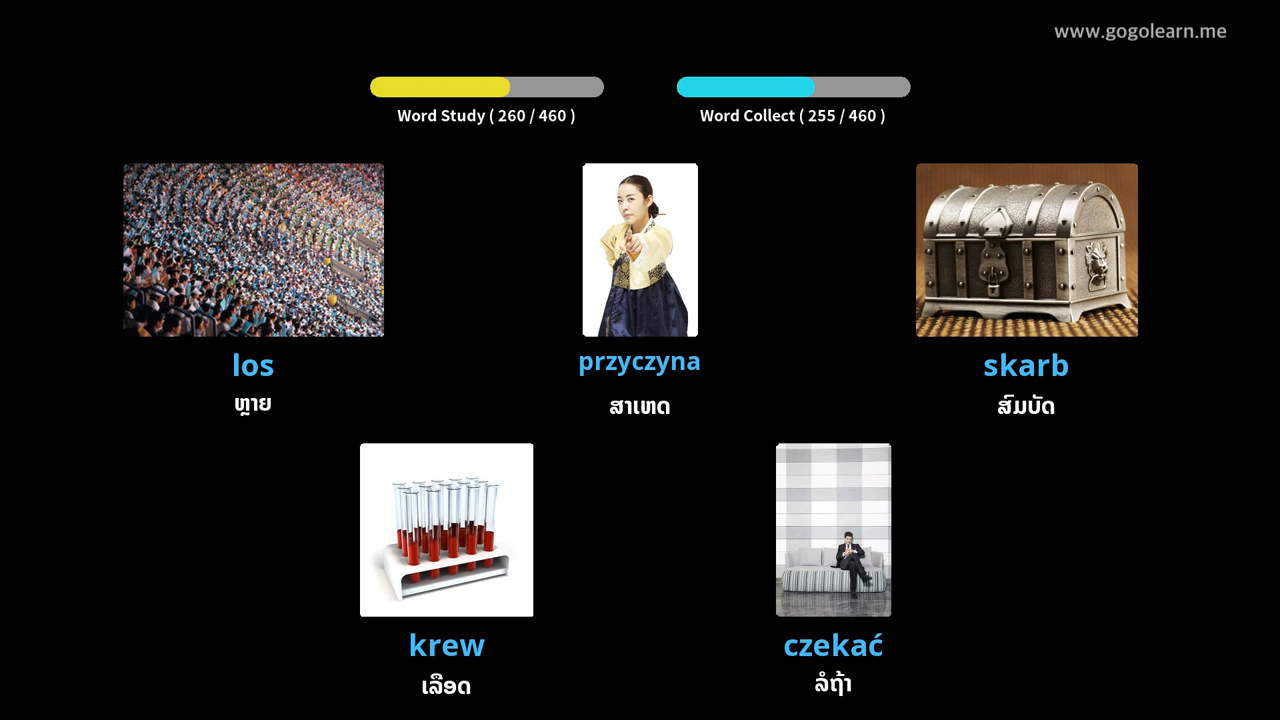 www.gogolearn.me
Word Study ( 260 / 460 )
Word Collect ( 255 / 460 )
los
ຫຼາຍ
przyczyna
ສາເຫດ
skarb
ສົມບັດ
krew
ເລືອດ
czekać
ລໍຖ້າ